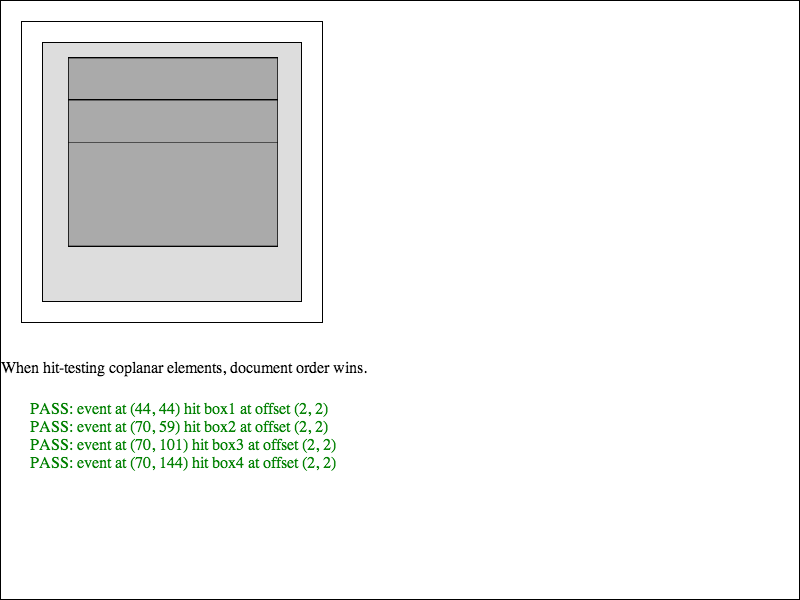 When hit-testing coplanar elements, document order wins.
PASS: event at (44, 44) hit box1 at offset (2, 2)
PASS: event at (70, 59) hit box2 at offset (2, 2)
PASS: event at (70, 101) hit box3 at offset (2, 2)
PASS: event at (70, 144) hit box4 at offset (2, 2)